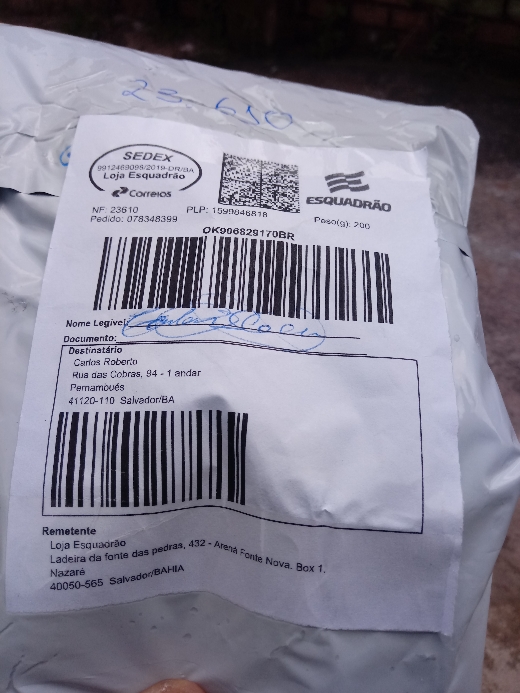 23.610
SEDEX
9912469098/2019-DR/BA
Loja Esquadrão
Correios
ESQUADRÃO
NF: 23610
PLP: 1599846818
Peso(g): 200
Pedido: 078348399
OK906829170BR
Nome Legível:
Documento:
Destinatário
Carlos Roberto
Rua das Cobras, 94 - 1 andar
Pernambués
41120-110 Salvador/BA
Remetente
Loja Esquadrão
Ladeira da fonte das pedras, 432 - Arena Fonte Nova, Box 1,
Nazaré
40050-565 Salvador/BAHIA